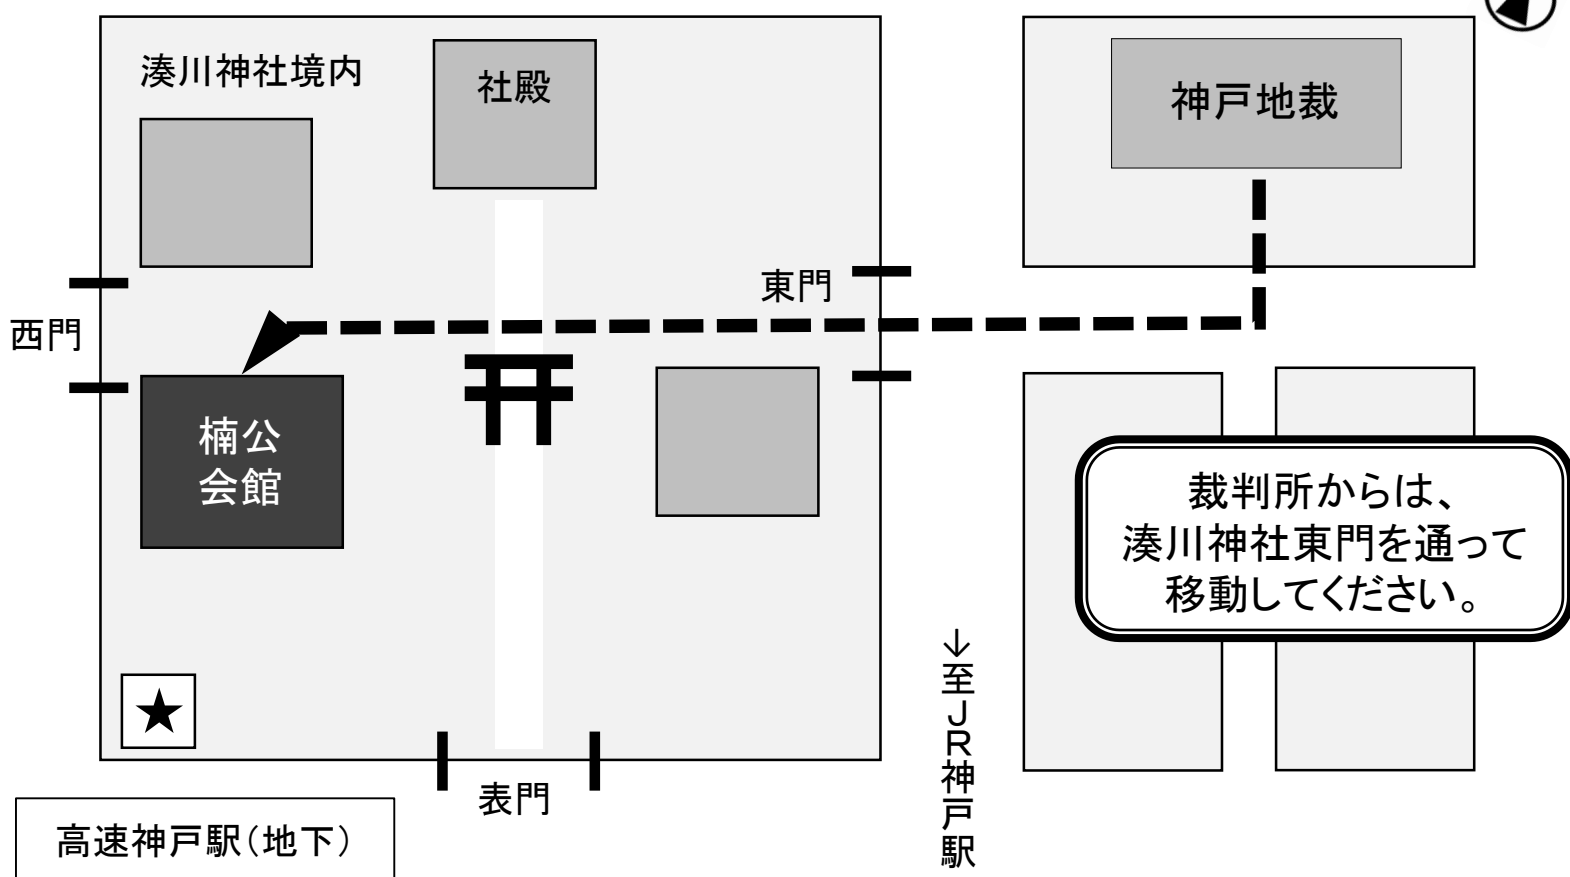 湊川神社境内
社殿
神戸地裁
東門
西門
楠公
会館
裁判所からは、
湊川神社東門を通って
移動してください。
↓至JR神戸駅
★
表門
高速神戸駅(地下)